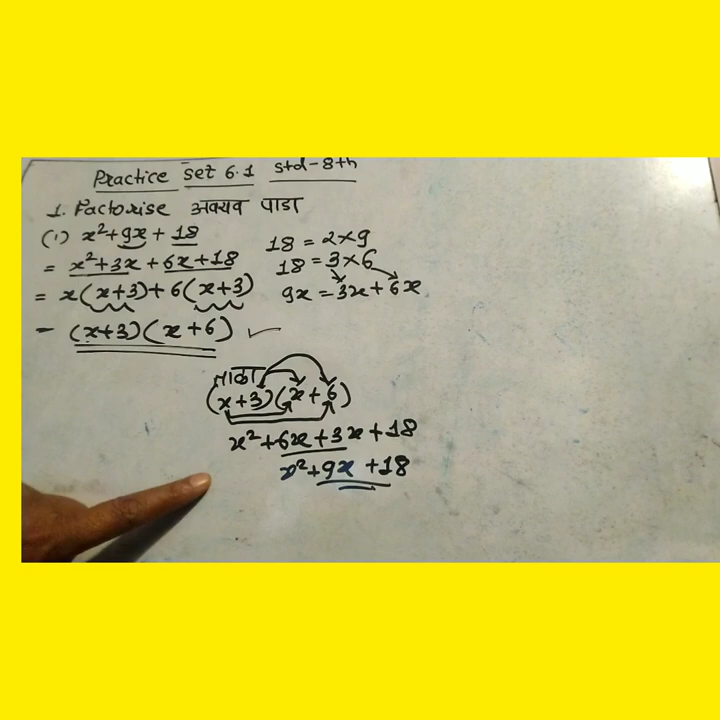 Practice set 6.1 std-8th
1. Factorise अवयव पाडा
(1) x²+9x+18
= x²+3x+6x+18
= x(x+3)+6(x+3)
= (x+3)(x+6) ✓
18 = 2×9
18 = 3×6
9x = 3x+6x
ताळा
(x+3)(x+6)
x²+6x+3x+18
x²+9x+18